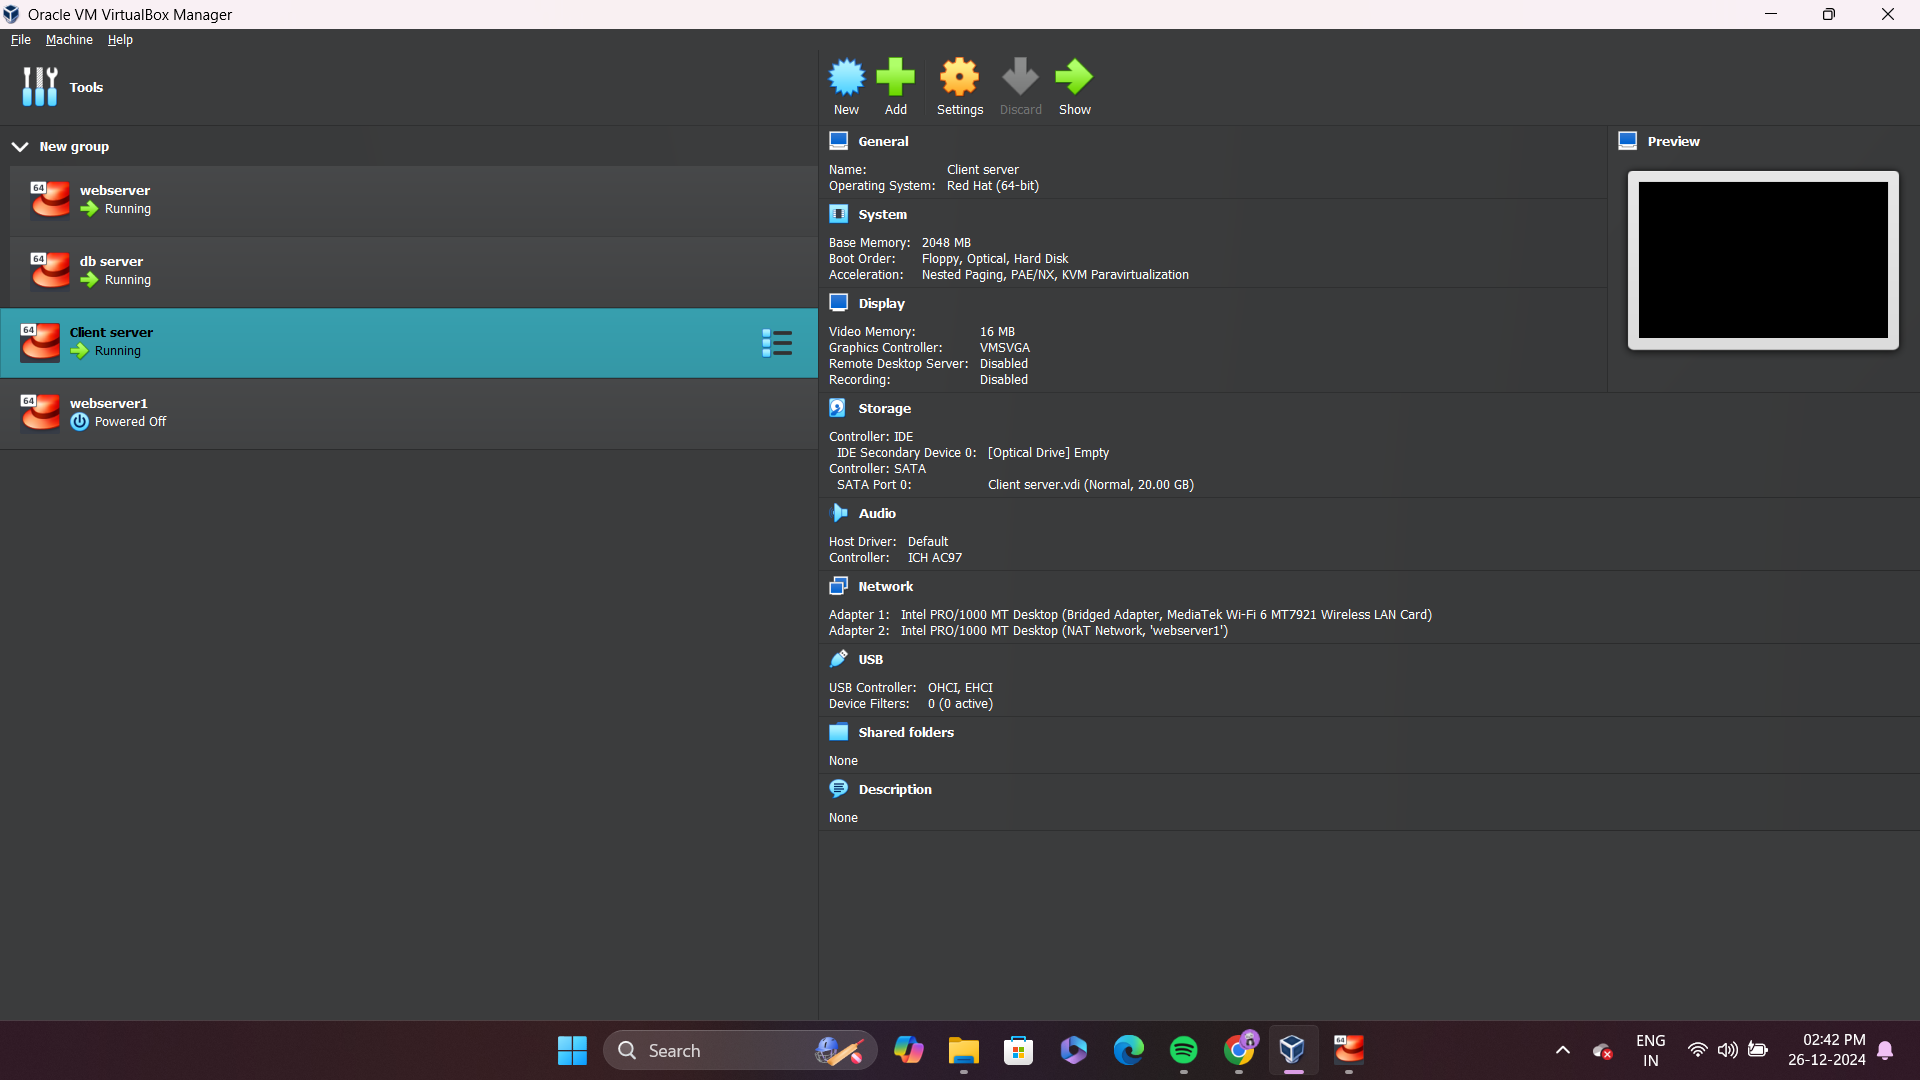 Oracle VM VirtualBox Manager
File Machine Help
Tools
New Add Settings Discard Show
New group
64 webserver
Running
64 db server
Running
64 Client server
Running
64 webserver1
Powered Off
General
Name: Client server
Operating System: Red Hat (64-bit)
System
Base Memory: 2048 MB
Boot Order: Floppy, Optical, Hard Disk
Acceleration: Nested Paging, PAE/NX, KVM Paravirtualization
Display
Video Memory: 16 MB
Graphics Controller: VMSVGA
Remote Desktop Server: Disabled
Recording: Disabled
Storage
Controller: IDE
IDE Secondary Device 0: [Optical Drive] Empty
Controller: SATA
SATA Port 0: Client server.vdi (Normal, 20.00 GB)
Audio
Host Driver: Default
Controller: ICH AC97
Network
Adapter 1: Intel PRO/1000 MT Desktop (Bridged Adapter, MediaTek Wi-Fi 6 MT7921 Wireless LAN Card)
Adapter 2: Intel PRO/1000 MT Desktop (NAT Network, 'webserver1')
USB
USB Controller: OHCI, EHCI
Device Filters: 0 (0 active)
Shared folders
None
Description
None
Preview
Search
64
ENG
IN
02:42 PM
26-12-2024